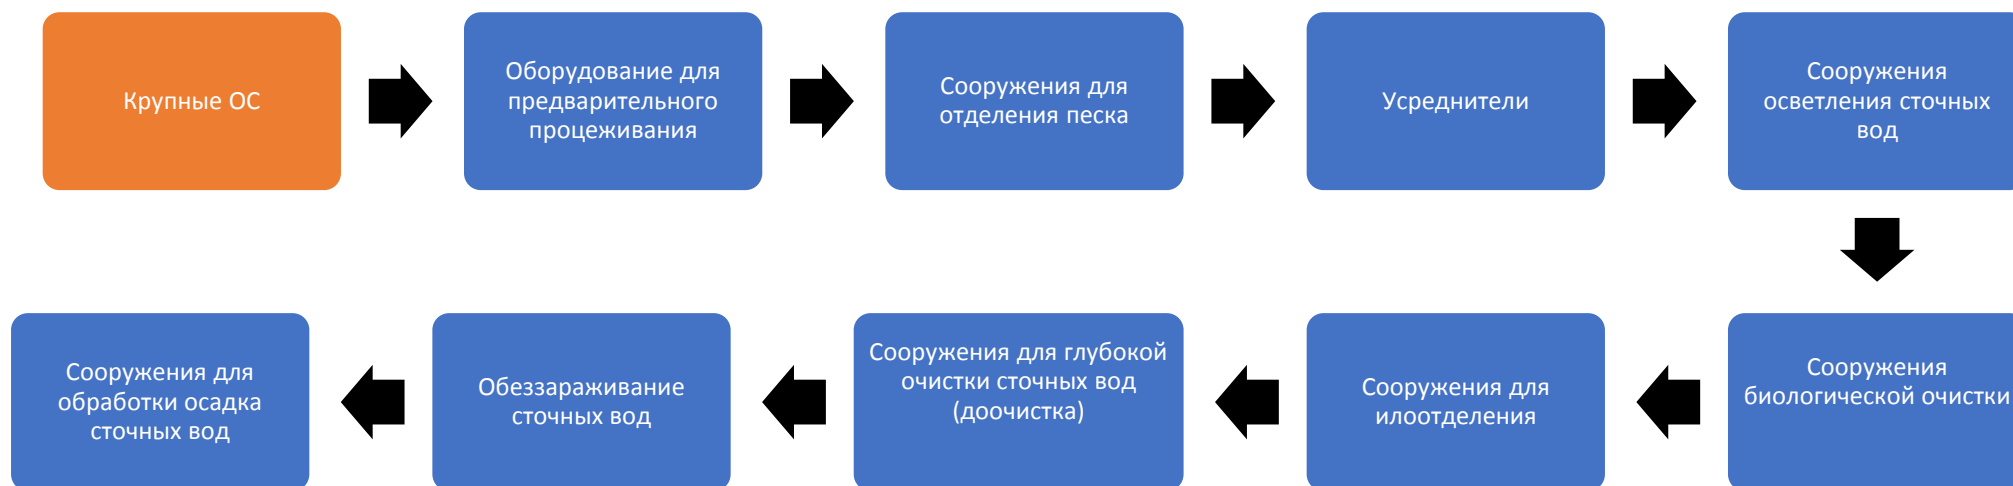 Крупные ОС
Оборудование для
предварительного
процеживания
Сооружения для
отделения песка
Усреднители
Сооружения
осветления сточных
вод
Сооружения
биологической очистки
Сооружения для
илоотделения
Сооружения для глубокой
очистки сточных вод
(доочистка)
Обеззараживание
сточных вод
Сооружения для
обработки осадка
сточных вод